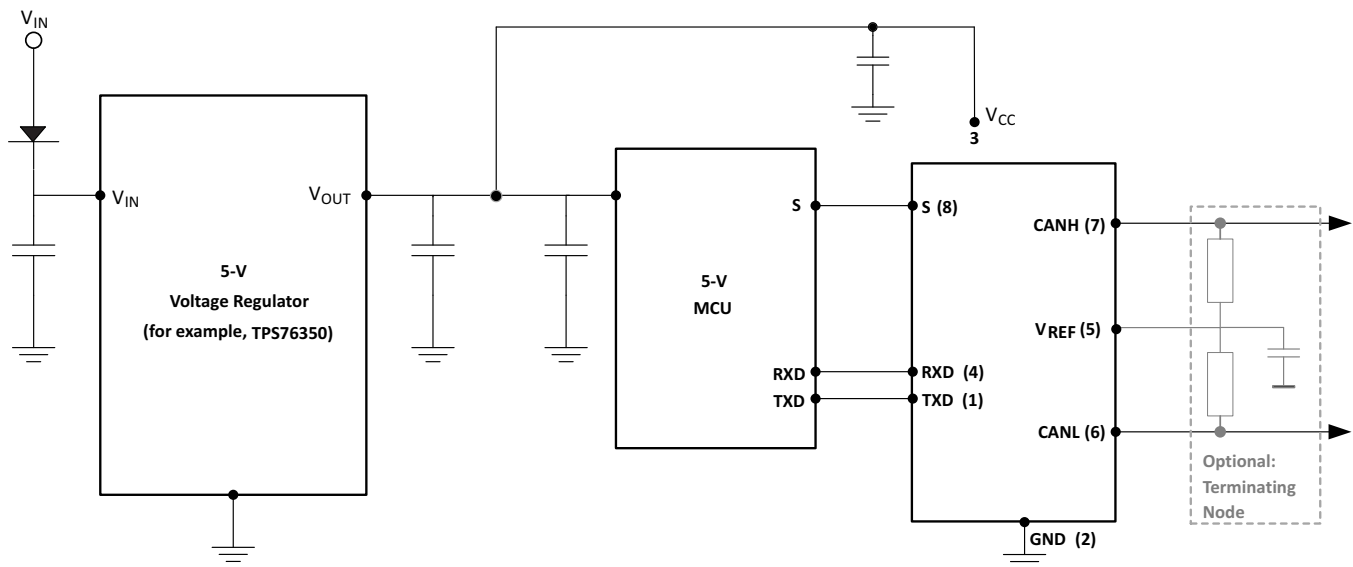 VIN
VCC
3
VIN
VOUT
5-V
Voltage Regulator
(for example, TPS76350)
5-V
MCU
S
RXD
TXD
S (8)
RXD (4)
TXD (1)
CANH (7)
VREF (5)
CANL (6)
GND (2)
Optional:
Terminating
Node